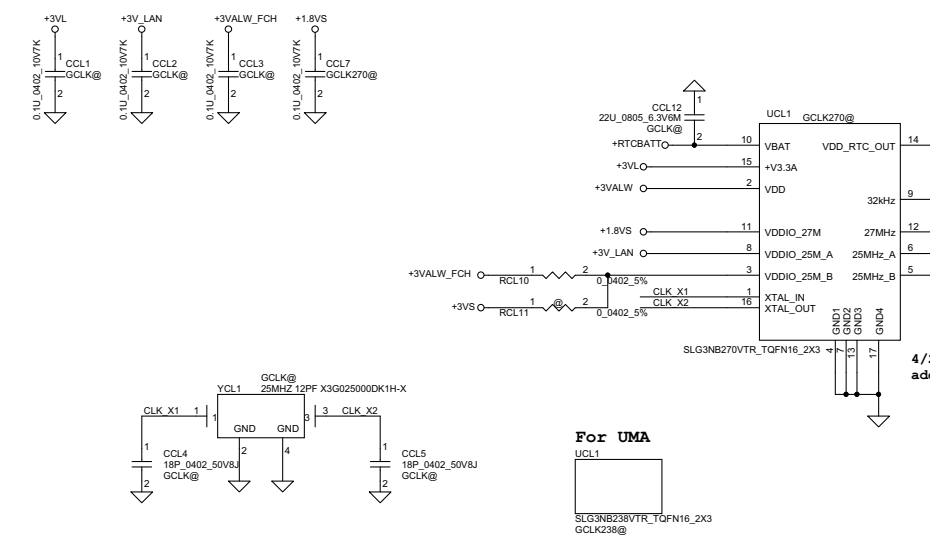 +3VL
+3V_LAN
+3VALW_FCH
+1.8VS
0.1U_0402_10V7K
1
CCL1
GCLK@
2
0.1U_0402_10V7K
1
CCL2
GCLK@
2
0.1U_0402_10V7K
1
CCL3
GCLK@
2
0.1U_0402_10V7K
1
CCL7
GCLK270@
2
1
CCL12
22U_0805_6.3V6M
GCLK@
2
UCL1
GCLK270@
+RTCBATT
10
VBAT
VDD_RTC_OUT
14
+3VL
15
+V3.3A
+3VALW
2
VDD
32kHz
9
+1.8VS
11
VDDIO_27M
27MHz
12
+3V_LAN
8
VDDIO_25M_A
25MHz_A
6
+3VALW_FCH
1
2
RCL10
0_0402_5%
3
VDDIO_25M_B
25MHz_B
5
CLK_X1
1
XTAL_IN
+3VS
1
@
2
RCL11
0_0402_5%
CLK_X2
16
XTAL_OUT
GND1
GND2
GND3
GND4
4
7
13
17
SLG3NB270VTR_TQFN16_2X3
4/2
add
GCLK@
YCL1
25MHZ 12PF X3G025000DK1H-X
CLK_X1
1
1
3
3
CLK_X2
GND
GND
2
4
1
CCL4
18P_0402_50V8J
GCLK@
2
1
CCL5
18P_0402_50V8J
GCLK@
2
For UMA
UCL1
SLG3NB238VTR_TQFN16_2X3
GCLK238@